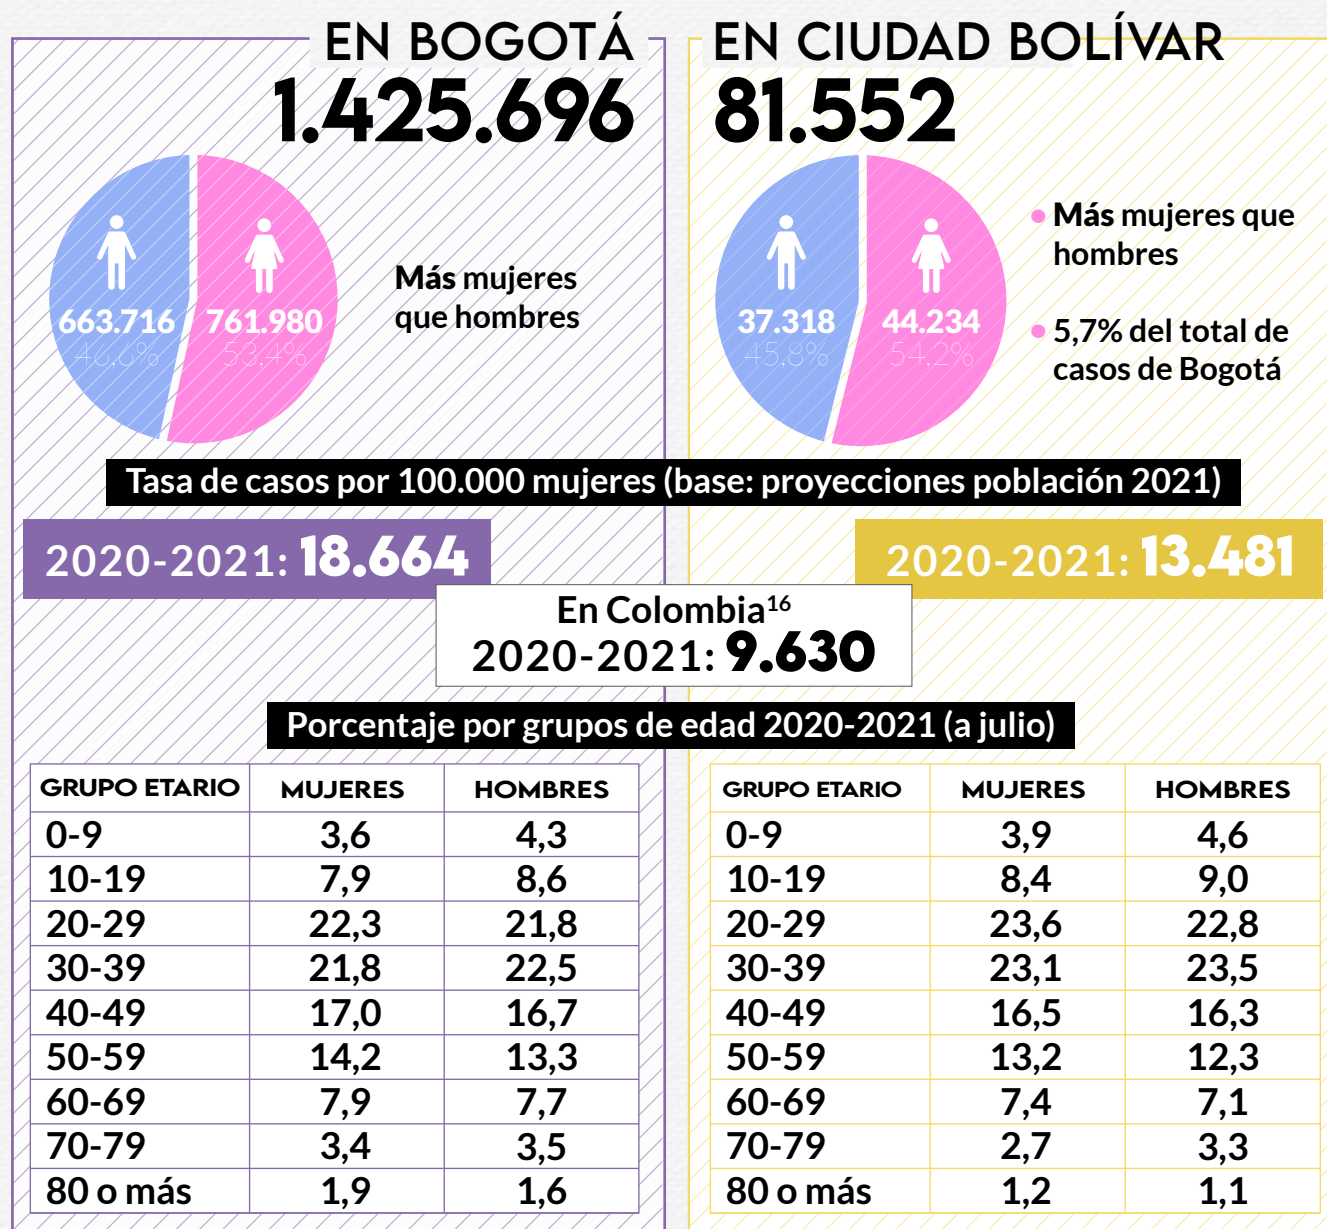 EN BOGOTÁ
1.425.696
663.716
46,6%
761.980
53,4%
Más mujeres
que hombres
EN CIUDAD BOLÍVAR
81.552
37.318
45,8%
44.234
54,2%
Más mujeres que
hombres
5,7% del total de
casos de Bogotá
Tasa de casos por 100.000 mujeres (base: proyecciones población 2021)
2020-2021: 18.664
2020-2021: 13.481
En Colombia¹⁶
2020-2021: 9.630
Porcentaje por grupos de edad 2020-2021 (a julio)
GRUPO ETARIO MUJERES HOMBRES
0-9 3,6 4,3
10-19 7,9 8,6
20-29 22,3 21,8
30-39 21,8 22,5
40-49 17,0 16,7
50-59 14,2 13,3
60-69 7,9 7,7
70-79 3,4 3,5
80 o más 1,9 1,6
GRUPO ETARIO MUJERES HOMBRES
0-9 3,9 4,6
10-19 8,4 9,0
20-29 23,6 22,8
30-39 23,1 23,5
40-49 16,5 16,3
50-59 13,2 12,3
60-69 7,4 7,1
70-79 2,7 3,3
80 o más 1,2 1,1